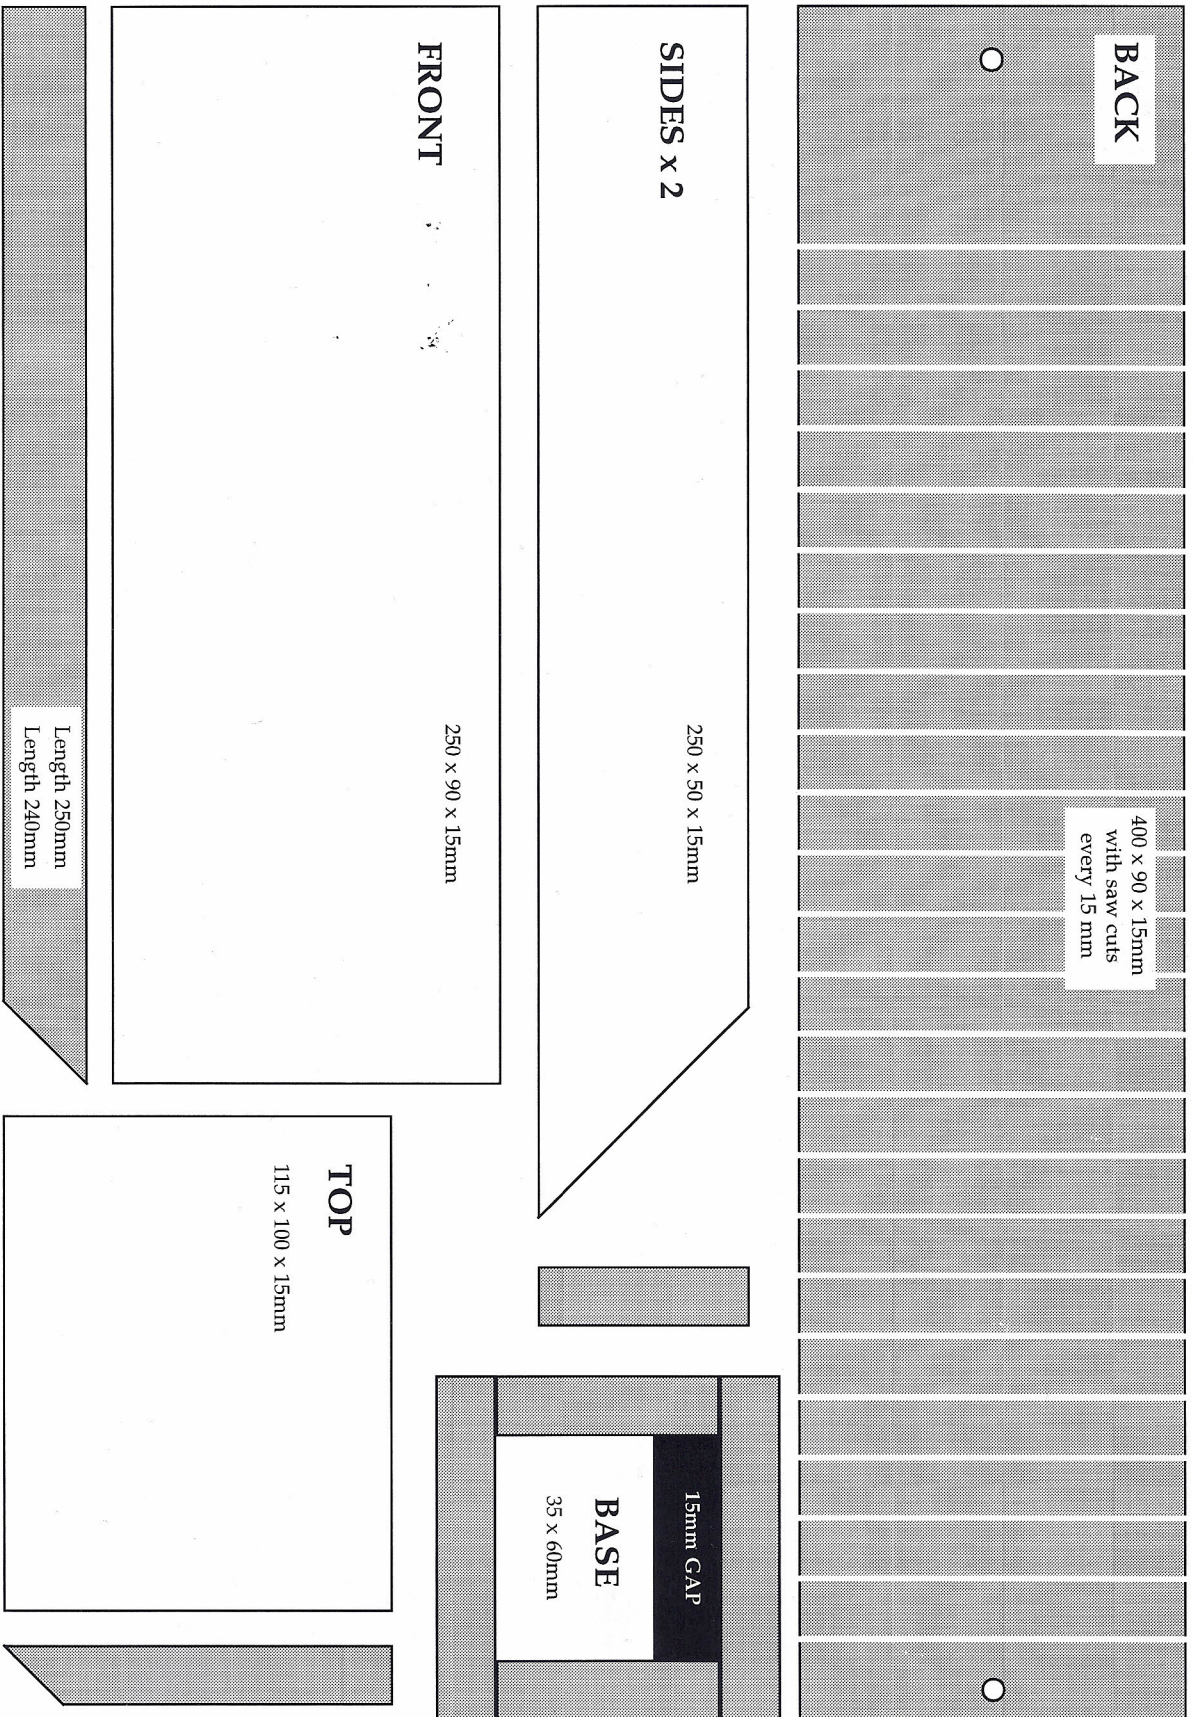 BACK
400 x 90 x 15mm
with saw cuts
every 15 mm
SIDES x 2
250 x 50 x 15mm
15mm GAP
BASE
35 x 60mm
FRONT
250 x 90 x 15mm
TOP
115 x 100 x 15mm
Length 250mm
Length 240mm